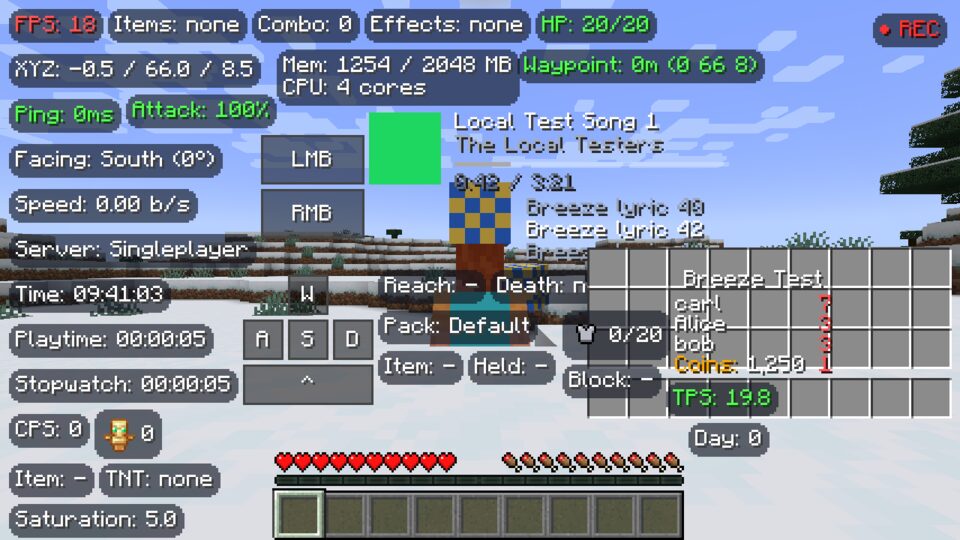 FPS: 18 Items: none Combo: 0 Effects: none HP: 20/20
● REC
XYZ: -0.5 / 66.0 / 8.5
Mem: 1254 / 2048 MB
CPU: 4 cores
Waypoint: 0m (0 66 8)
Ping: 0ms Attack: 100%
Local Test Song 1
The Local Testers
0:42 / 3:21
Facing: South (0°)
LMB
RMB
Speed: 0.00 b/s
Breeze lyric 40
Breeze lyric 42
Server: Singleplayer
Time: 09:41:03
W
Reach: - Death:
Breeze Test
carl 7
Alice 3
bob 3
Coins: 1,250 1
Pack: Default
0/20
Playtime: 00:00:05
A S D
Item: - Held: -
Block: -
Stopwatch: 00:00:05
^
TPS: 19.8
CPS: 0
0
Day: 0
Item: - TNT: none
Saturation: 5.0